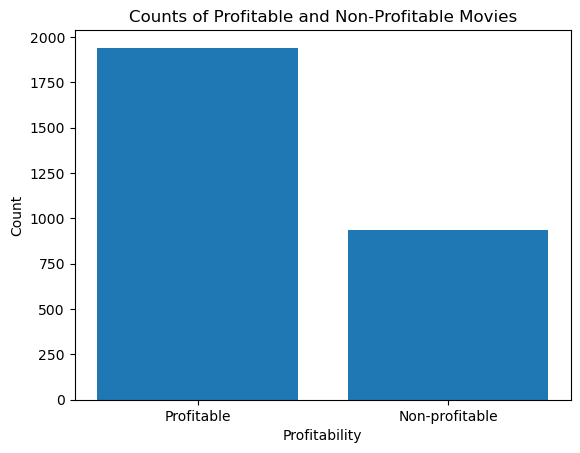 Counts of Profitable and Non-Profitable Movies
2000
1750
1500
1250
1000
750
500
250
0
Count
Profitable
Non-profitable
Profitability